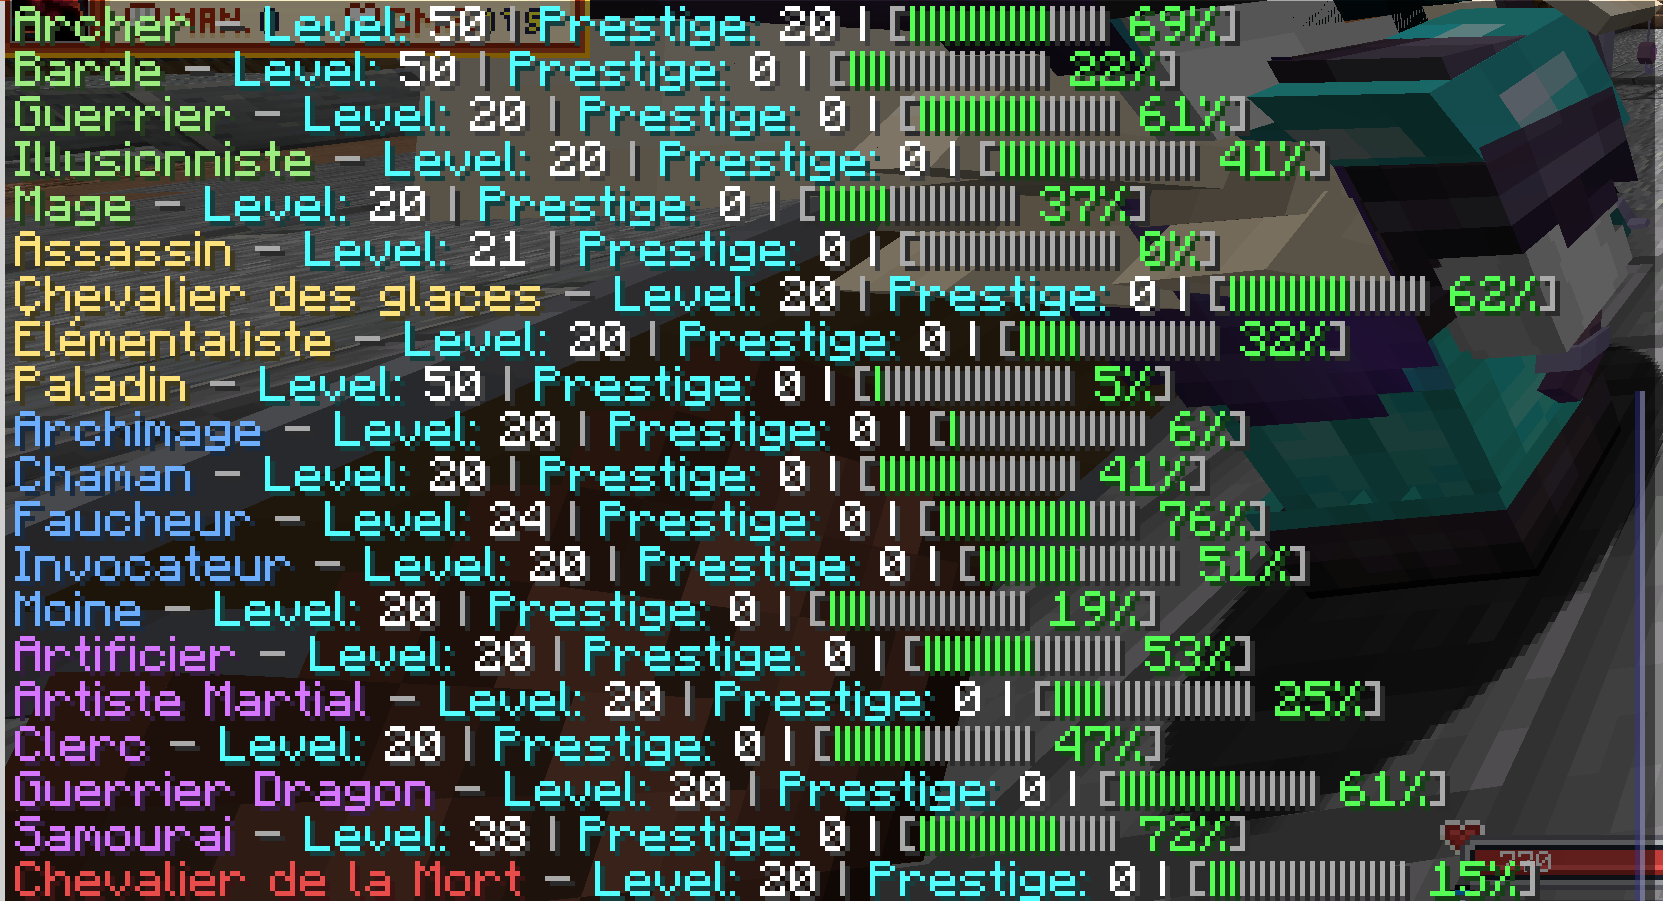 Archer – Level: 50 | Prestige: 20 | [||||||||||||||||||||] 69%]
Barde – Level: 50 | Prestige: 0 | [||||||||||||||||||||] 22%]
Guerrier – Level: 20 | Prestige: 0 | [||||||||||||||||||||] 61%]
Illusionniste – Level: 20 | Prestige: 0 | [||||||||||||||||||||] 41%]
Mage – Level: 20 | Prestige: 0 | [||||||||||||||||||||] 37%]
Assassin – Level: 21 | Prestige: 0 | [||||||||||||||||||||] 0%]
Chevalier des glaces – Level: 20 | Prestige: 0 | [||||||||||||||||||||] 62%]
Élémentaliste – Level: 20 | Prestige: 0 | [||||||||||||||||||||] 32%]
Paladin – Level: 50 | Prestige: 0 | [||||||||||||||||||||] 5%]
Archimage – Level: 20 | Prestige: 0 | [||||||||||||||||||||] 6%]
Chaman – Level: 20 | Prestige: 0 | [||||||||||||||||||||] 41%]
Faucheur – Level: 24 | Prestige: 0 | [||||||||||||||||||||] 76%]
Invocateur – Level: 20 | Prestige: 0 | [||||||||||||||||||||] 51%]
Moine – Level: 20 | Prestige: 0 | [||||||||||||||||||||] 19%]
Artificier – Level: 20 | Prestige: 0 | [||||||||||||||||||||] 53%]
Artiste Martial – Level: 20 | Prestige: 0 | [||||||||||||||||||||] 25%]
Clerc – Level: 20 | Prestige: 0 | [||||||||||||||||||||] 47%]
Guerrier Dragon – Level: 20 | Prestige: 0 | [||||||||||||||||||||] 61%]
Samourai – Level: 38 | Prestige: 0 | [||||||||||||||||||||] 72%]
Chevalier de la Mort – Level: 20 | Prestige: 0 | [||||||||||||||||||||] 15%]